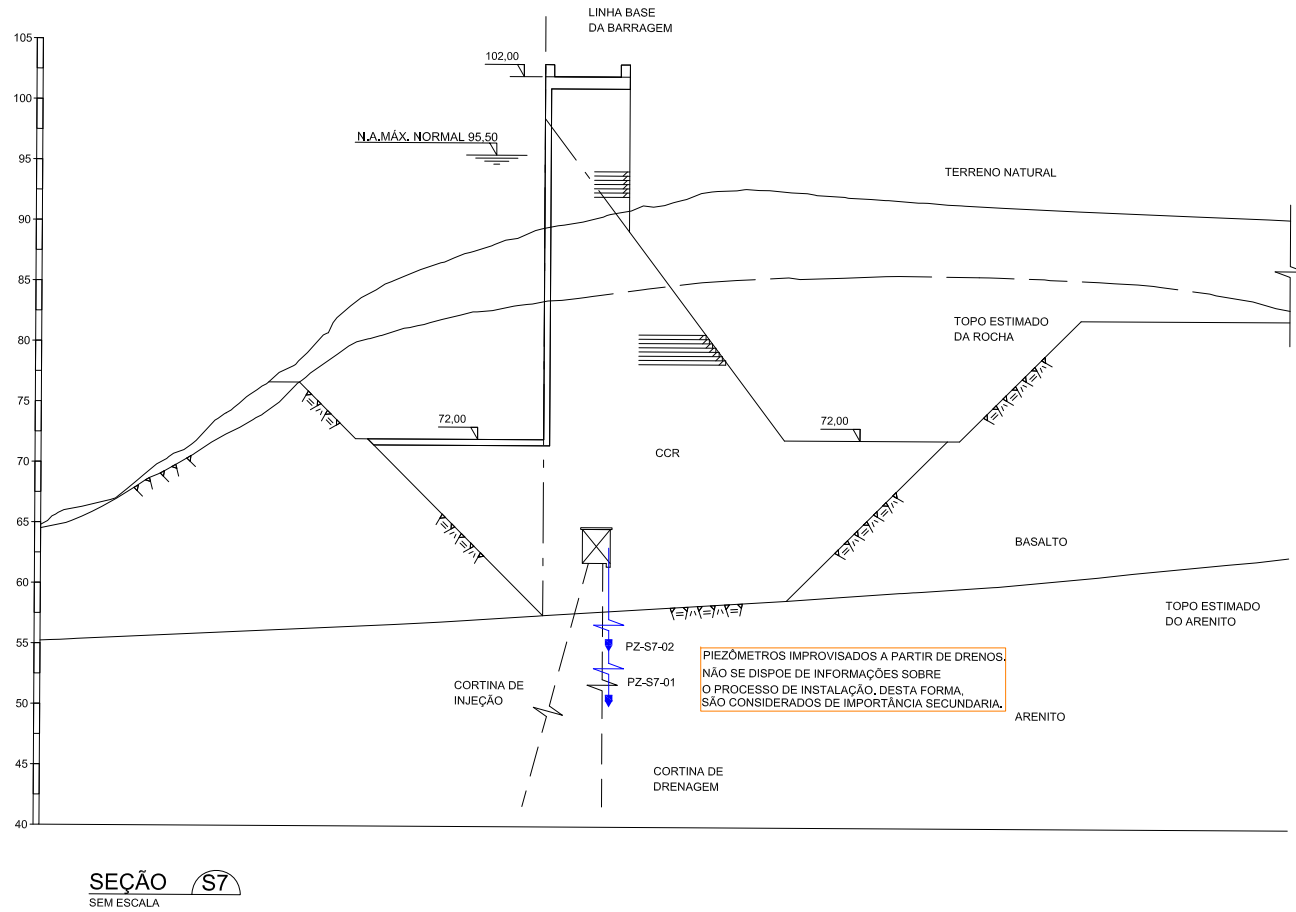 LINHA BASE
DA BARRAGEM
105
102,00
100
N.A.MÁX. NORMAL 95,50
95
TERRENO NATURAL
90
85
TOPO ESTIMADO
DA ROCHA
80
75
72,00
72,00
CCR
70
65
BASALTO
60
TOPO ESTIMADO
DO ARENITO
55
PZ-S7-02
PIEZÔMETROS IMPROVISADOS A PARTIR DE DRENOS.
NÃO SE DISPOE DE INFORMAÇÕES SOBRE
O PROCESSO DE INSTALAÇÃO. DESTA FORMA,
SÃO CONSIDERADOS DE IMPORTÂNCIA SECUNDARIA.
PZ-S7-01
CORTINA DE
INJEÇÃO
50
ARENITO
45
CORTINA DE
DRENAGEM
40
SEÇÃO S7
SEM ESCALA